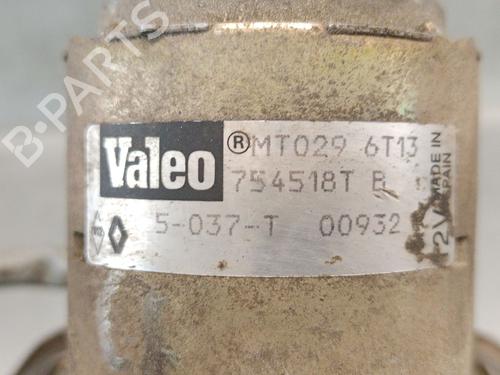 Valeo ® MT029 6T13
754518T B
5-037-T 00932
12V MADE IN SPAIN
B-PARTS